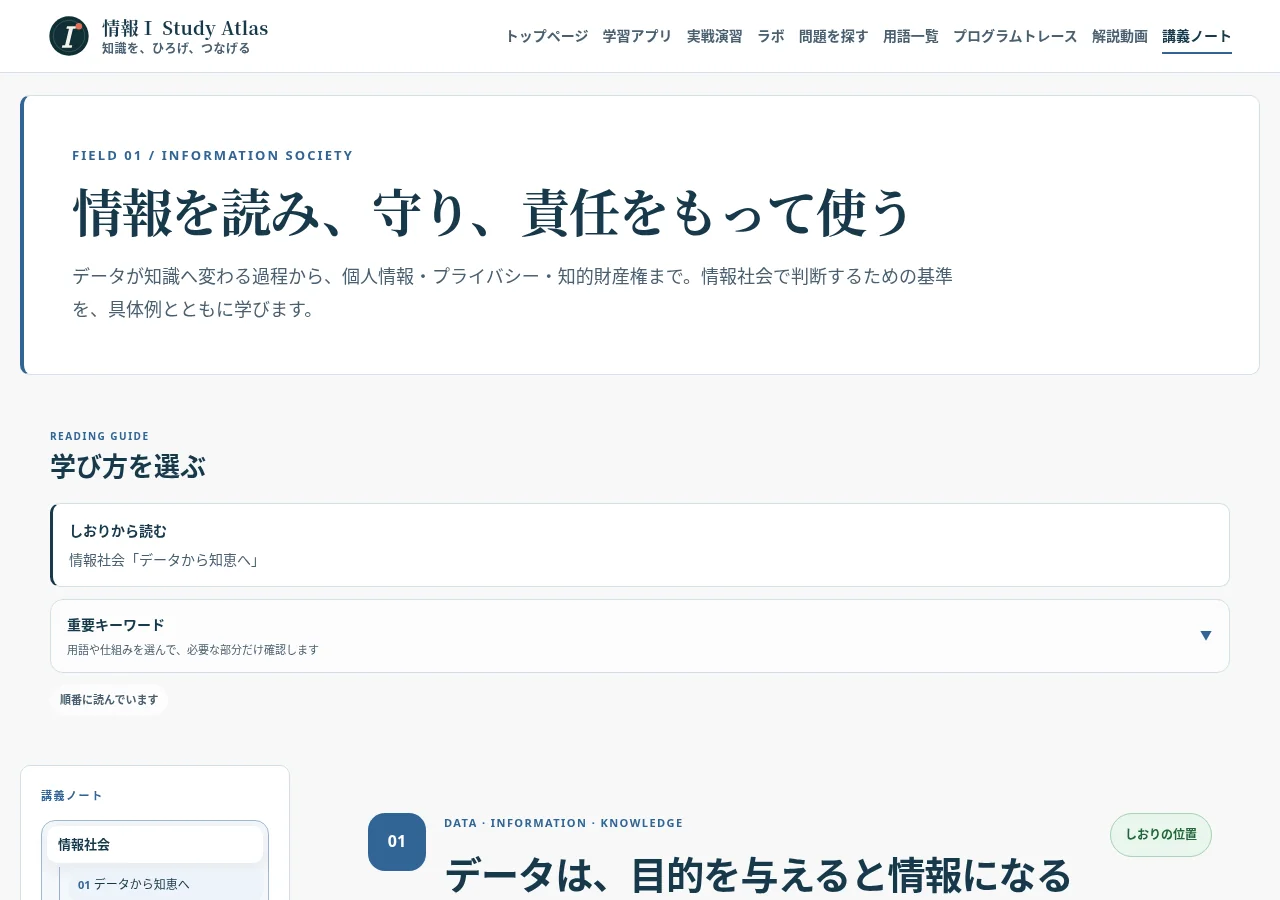 I 情報Ⅰ Study Atlas
知識を、ひろげ、つなげる
トップページ 学習アプリ 実戦演習 ラボ 問題を探す 用語一覧 プログラムトレース 解説動画 講義ノート
FIELD 01 / INFORMATION SOCIETY
情報を読み、守り、責任をもって使う
データが知識へ変わる過程から、個人情報・プライバシー・知的財産権まで。情報社会で判断するための基準
を、具体例とともに学びます。
READING GUIDE
学び方を選ぶ
しおりから読む
情報社会「データから知恵へ」
重要キーワード
用語や仕組みを選んで、必要な部分だけ確認します
順番に読んでいます
講義ノート
情報社会
01 データから知恵へ
01
DATA · INFORMATION · KNOWLEDGE
データは、目的を与えると情報になる
しおりの位置